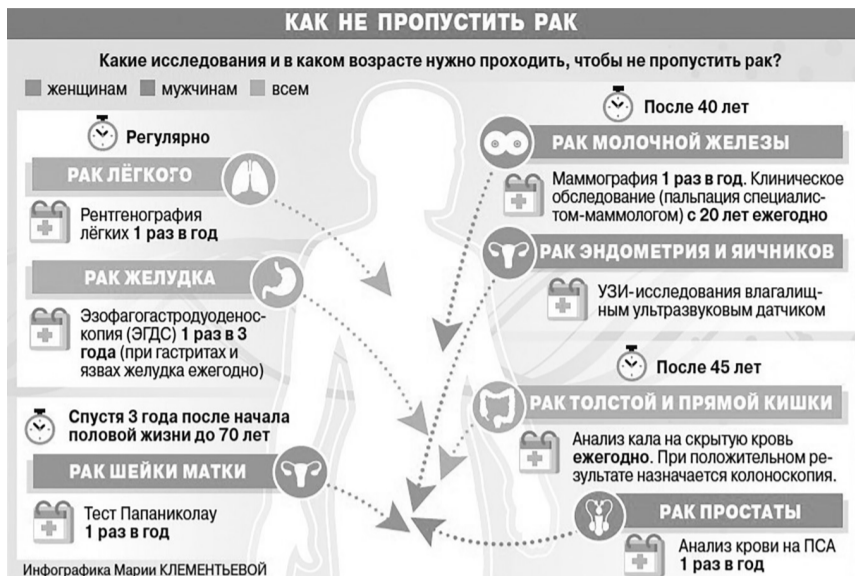 КАК НЕ ПРОПУСТИТЬ РАК
Какие исследования и в каком возрасте нужно проходить, чтобы не пропустить рак?
женщинам мужчинам всем
Регулярно
РАК ЛЁГКОГО
Рентгенография
лёгких 1 раз в год
РАК ЖЕЛУДКА
Эзофагогастродуоденос-
копия (ЭГДС) 1 раз в 3
года (при гастритах и
язвах желудка ежегодно)
Спустя 3 года после начала
половой жизни до 70 лет
РАК ШЕЙКИ МАТКИ
Тест Папаниколау
1 раз в год
После 40 лет
РАК МОЛОЧНОЙ ЖЕЛЕЗЫ
Маммография 1 раз в год. Клиническое
обследование (пальпация специалис-
том-маммологом) с 20 лет ежегодно
РАК ЭНДОМЕТРИЯ И ЯИЧНИКОВ
УЗИ-исследования влагалищ-
ным ультразвуковым датчиком
После 45 лет
РАК ТОЛСТОЙ И ПРЯМОЙ КИШКИ
Анализ кала на скрытую кровь
ежегодно. При положительном ре-
зультате назначается колоноскопия.
РАК ПРОСТАТЫ
Анализ крови на ПСА
1 раз в год
Инфографика Марии КЛЕМЕНТЬЕВОЙ